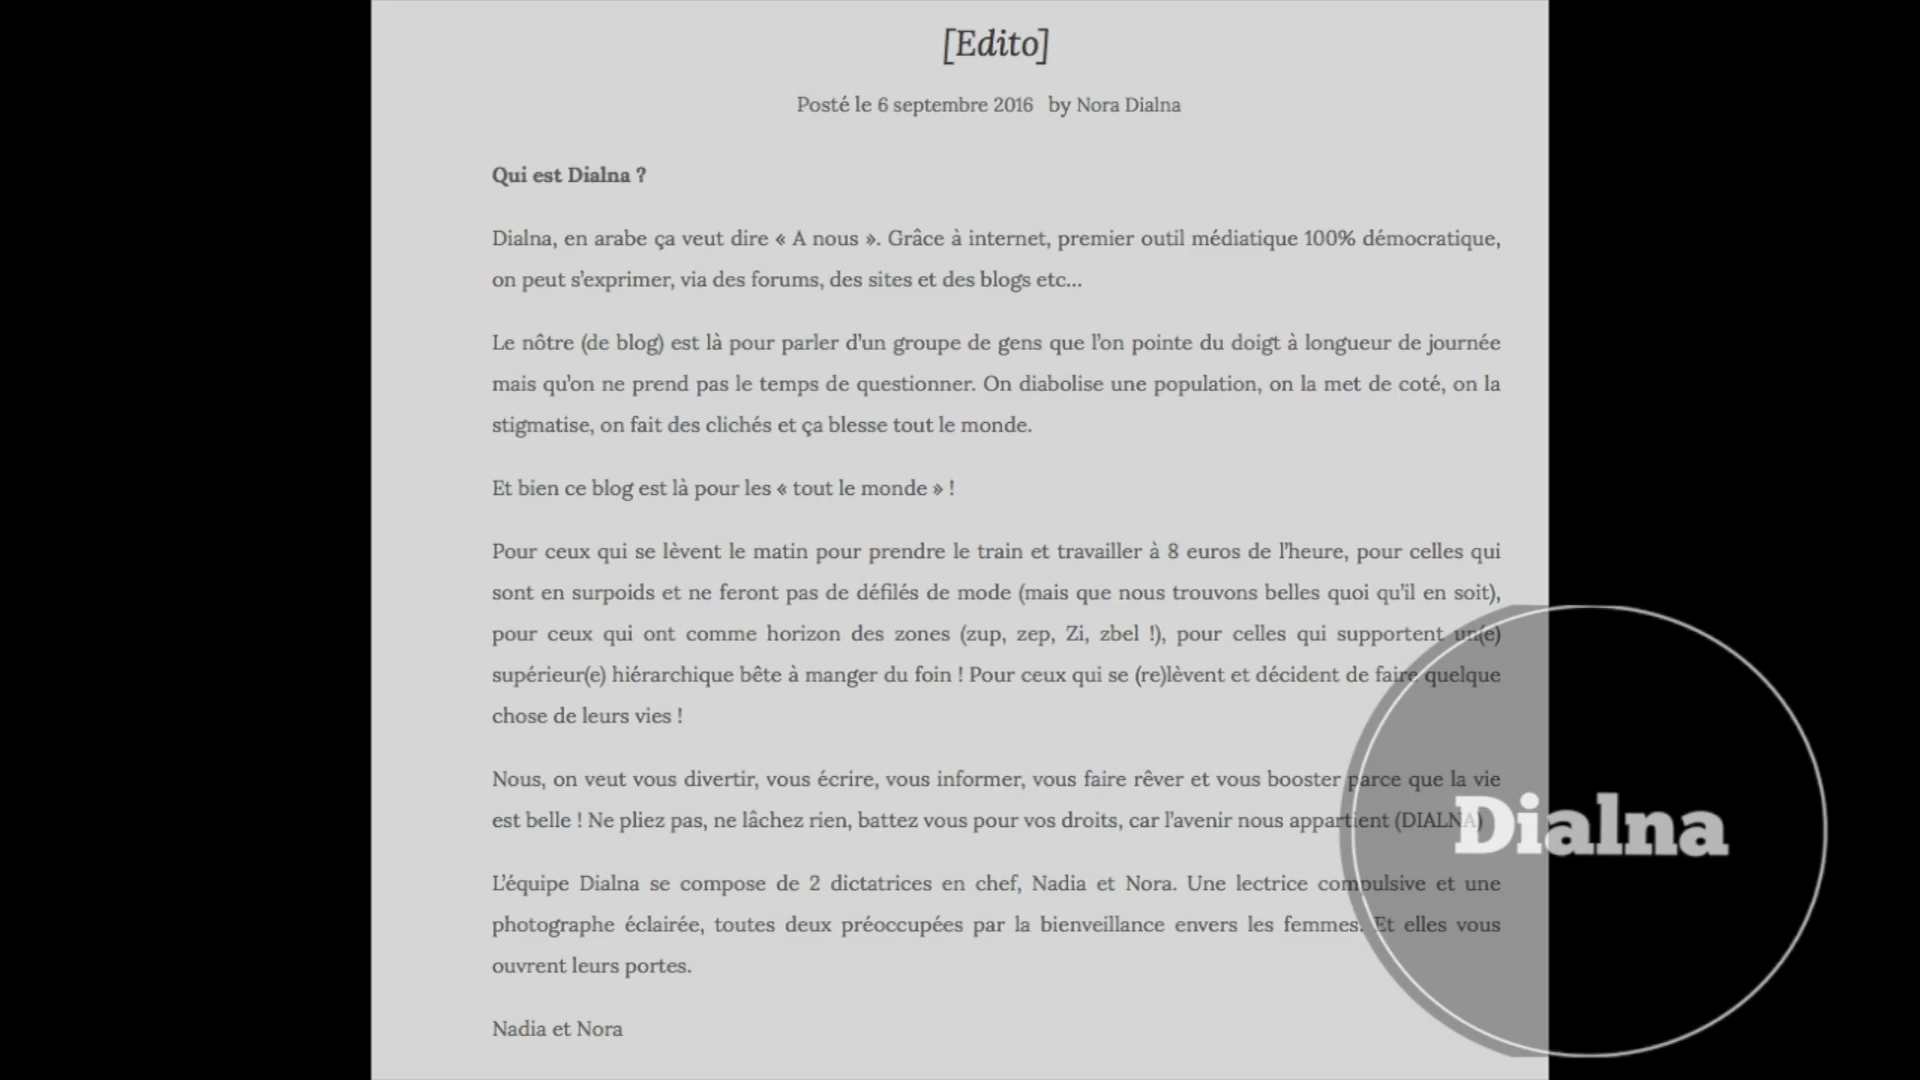 [Edito]
Posté le 6 septembre 2016 by Nora Dialna
Qui est Dialna ?
Dialna, en arabe ça veut dire « A nous ». Grâce à internet, premier outil médiatique 100% démocratique,
on peut s’exprimer, via des forums, des sites et des blogs etc…
Le nôtre (de blog) est là pour parler d’un groupe de gens que l’on pointe du doigt à longueur de journée
mais qu’on ne prend pas le temps de questionner. On diabolise une population, on la met de coté, on la
stigmatise, on fait des clichés et ça blesse tout le monde.
Et bien ce blog est là pour les « tout le monde » !
Pour ceux qui se lèvent le matin pour prendre le train et travailler à 8 euros de l’heure, pour celles qui
sont en surpoids et ne feront pas de défilés de mode (mais que nous trouvons belles quoi qu’il en soit),
pour ceux qui ont comme horizon des zones (zup, zep, Zi, zbel !), pour celles qui supportent un(e)
supérieur(e) hiérarchique bête à manger du foin ! Pour ceux qui se (re)lèvent et décident de faire quelque
chose de leurs vies !
Nous, on veut vous divertir, vous écrire, vous informer, vous faire rêver et vous booster parce que la vie
est belle ! Ne pliez pas, ne lâchez rien, battez vous pour vos droits, car l’avenir nous appartient (DIALNA)
L’équipe Dialna se compose de 2 dictatrices en chef, Nadia et Nora. Une lectrice compulsive et une
photographe éclairée, toutes deux préoccupées par la bienveillance envers les femmes. Et elles vous
ouvrent leurs portes.
Nadia et Nora
Dialna